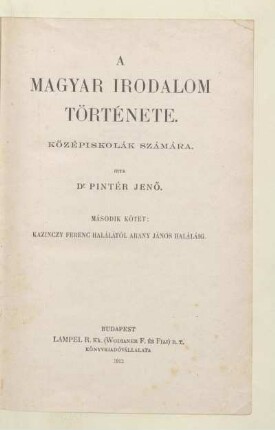 A
MAGYAR IRODALOM
TÖRTÉNETE.
KÖZÉPISKOLÁK SZÁMÁRA.
IRTA
Dr PINTÉR JENŐ.
MÁSODIK KÖTET:
KAZINCZY FERENC HALÁLÁTÓL ARANY JÁNOS HALÁLÁIG.
BUDAPEST
LAMPEL R. KK. (WODIANER F. ÉS FIAI) R. T.
KÖNYVKIADÓVÁLLALATA